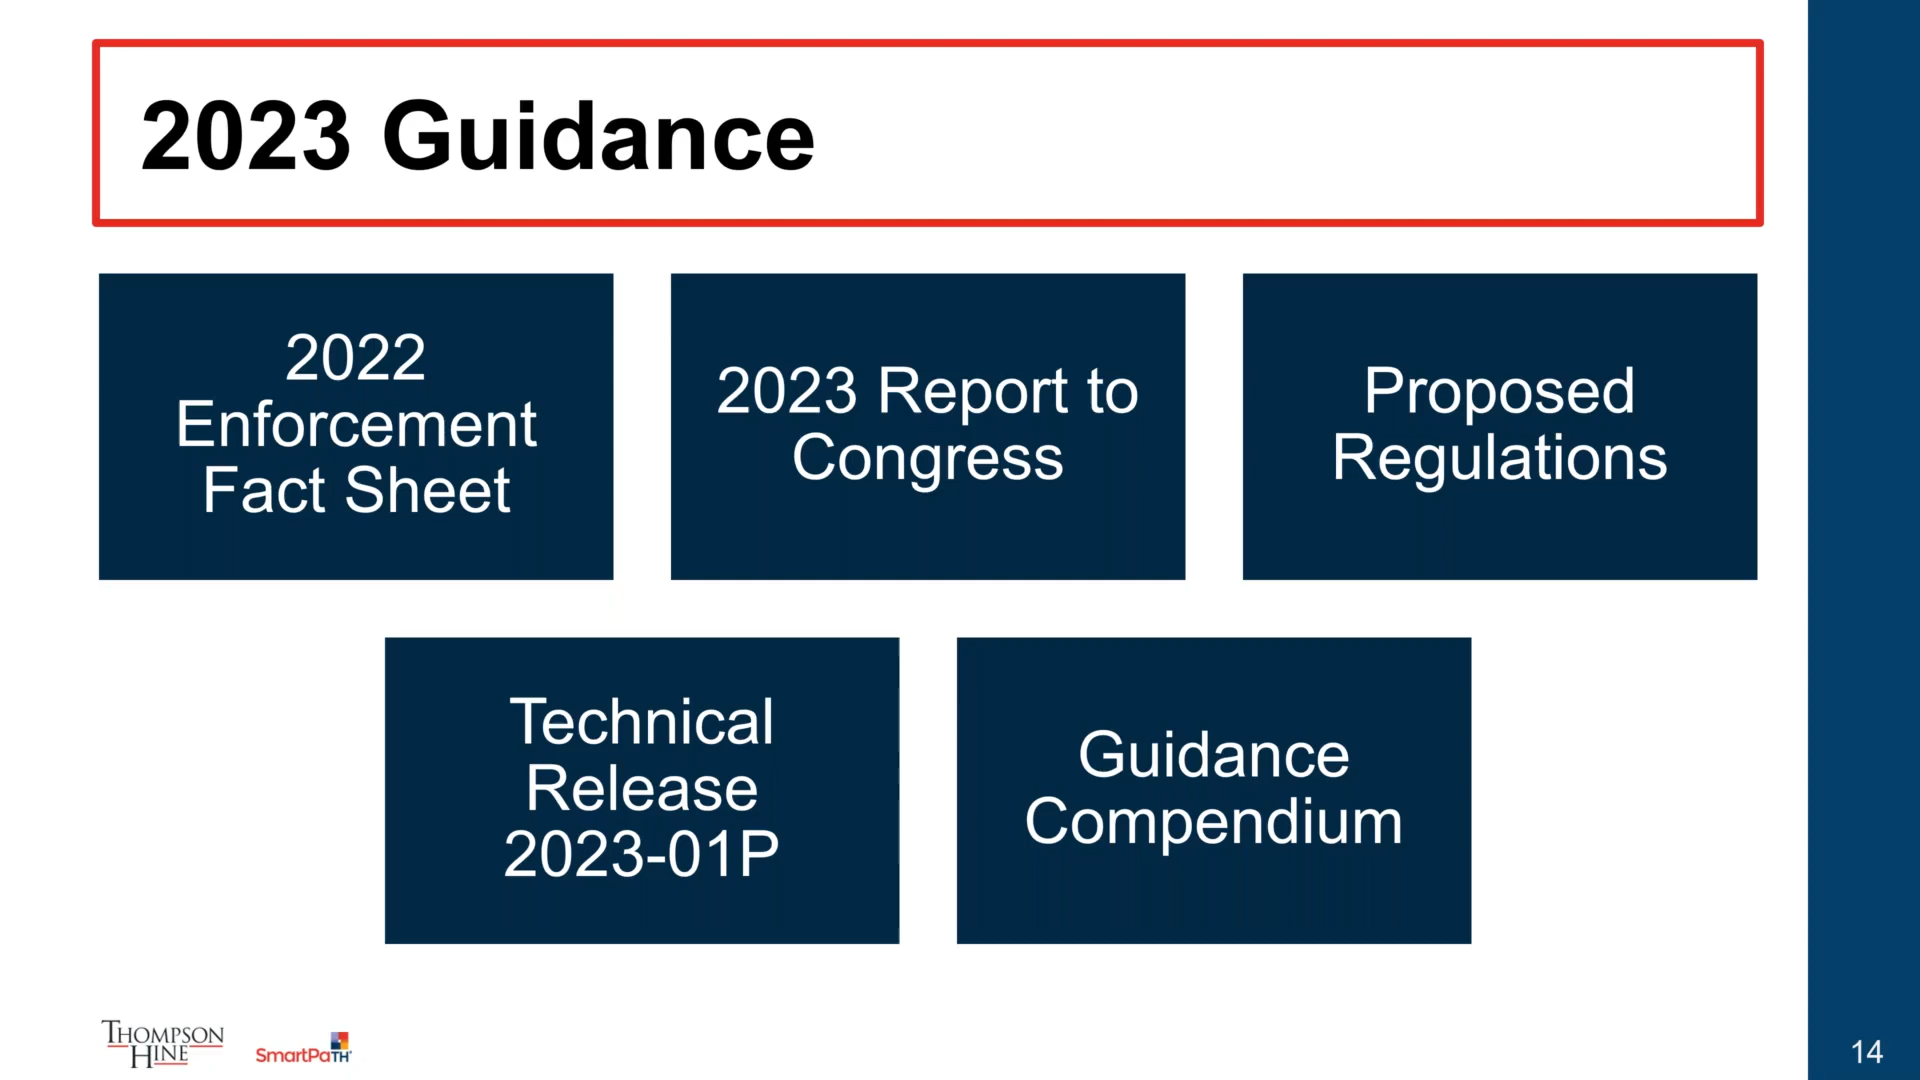 2023 Guidance
2022
Enforcement
Fact Sheet
2023 Report to
Congress
Proposed
Regulations
Technical
Release
2023-01P
Guidance
Compendium
THOMPSON
HINE
SmartPaTH
14